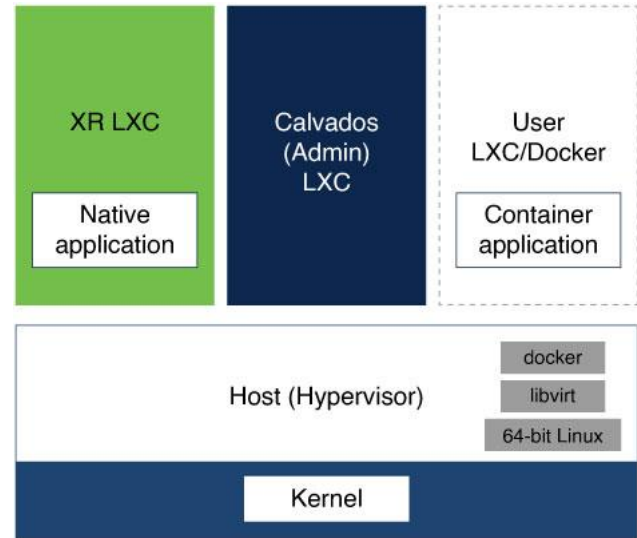 XR LXC
Native
application
Calvados
(Admin)
LXC
User
LXC/Docker
Container
application
Host (Hypervisor)
docker
libvirt
64-bit Linux
Kernel